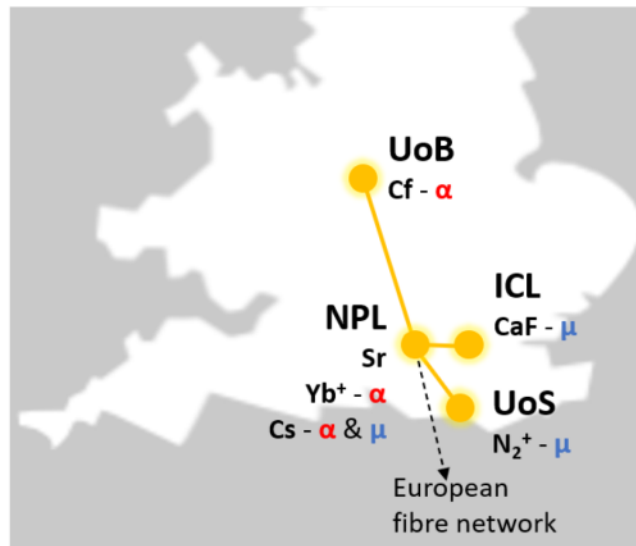 UoB
Cf - α
ICL
CaF - μ
NPL
Sr
Yb⁺ - α
Cs - α & μ
UoS
N₂⁺ - μ
European
fibre network